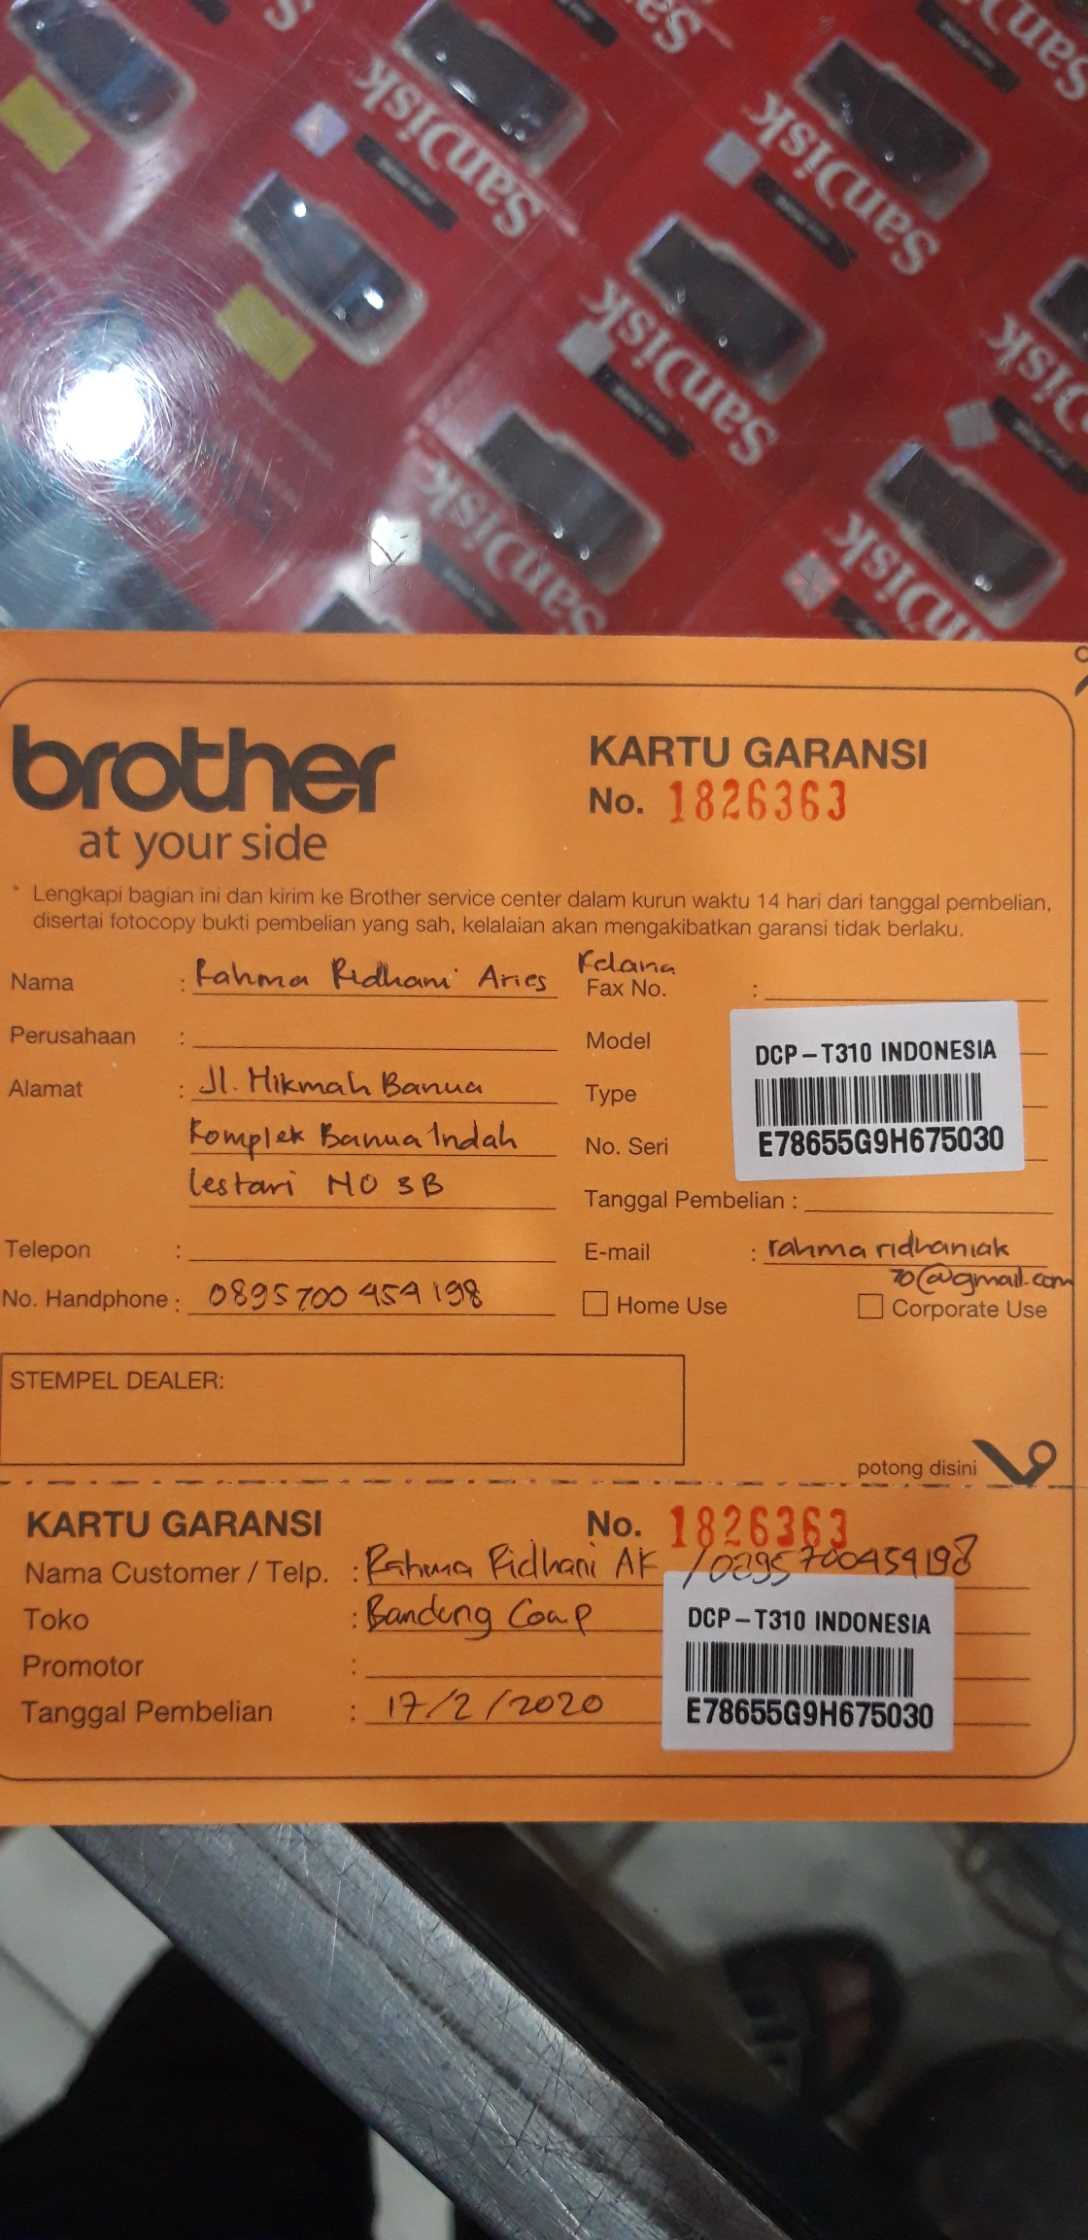 SanDisk
SanDisk
SanDisk
SanDisk
SanDisk
brother
at your side
KARTU GARANSI
No. 1826363
* Lengkapi bagian ini dan kirim ke Brother service center dalam kurun waktu 14 hari dari tanggal pembelian,
disertai fotocopy bukti pembelian yang sah, kelalaian akan mengakibatkan garansi tidak berlaku.
Nama : Rahma Ridhani Aries Kelana
Fax No. :
Perusahaan :
Model
DCP-T310 INDONESIA
Alamat : Jl. Hikmah Banua
Type
Komplek Banua Indah
No. Seri
E78655G9H675030
Lestari NO 3B
Tanggal Pembelian :
Telepon :
E-mail : rahmaridhaniak
70@gmail.com
No. Handphone : 0895700454198
Home Use
Corporate Use
STEMPEL DEALER:
potong disini
KARTU GARANSI
No. 1826363
Nama Customer / Telp. : Rahma Ridhani AK / 0895700454198
Toko : Bandung Comp
DCP-T310 INDONESIA
Promotor :
Tanggal Pembelian : 17/2/2020
E78655G9H675030